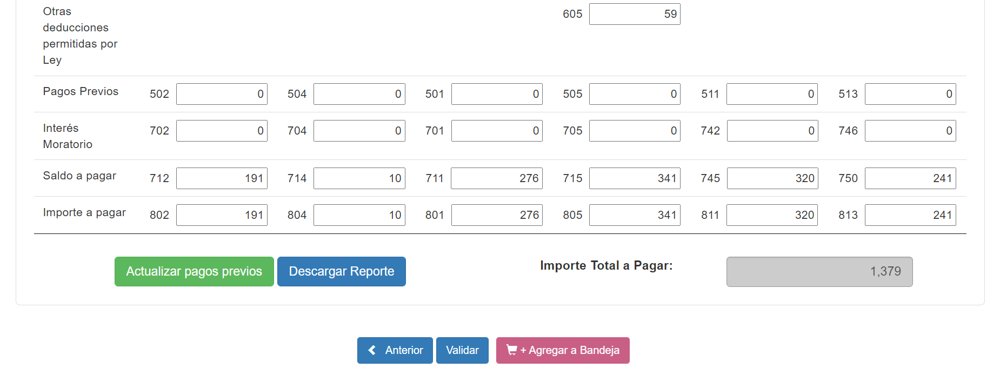 Otras
deducciones
permitidas por
Ley
605 59
Pagos Previos 502 0 504 0 501 0 505 0 511 0 513 0
Interés
Moratorio
702 0 704 0 701 0 705 0 742 0 746 0
Saldo a pagar 712 191 714 10 711 276 715 341 745 320 750 241
Importe a pagar 802 191 804 10 801 276 805 341 811 320 813 241
Actualizar pagos previos Descargar Reporte Importe Total a Pagar: 1,379
Anterior Validar + Agregar a Bandeja